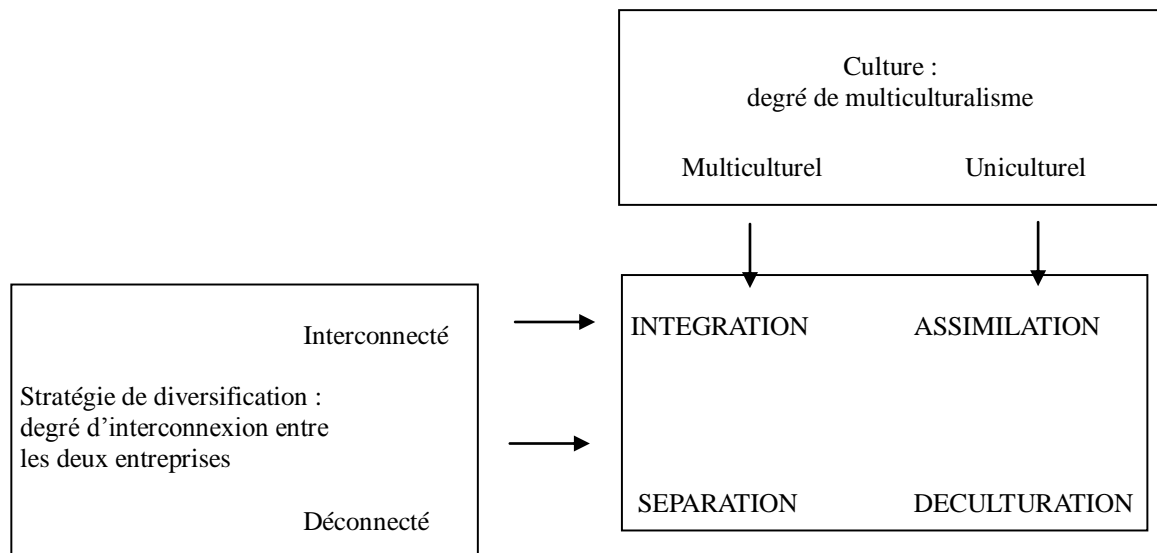 Culture :
degré de multiculturalisme
Multiculturel Uniculturel
Interconnecté
Stratégie de diversification :
degré d’interconnexion entre
les deux entreprises
Déconnecté
INTEGRATION ASSIMILATION
SEPARATION DECULTURATION